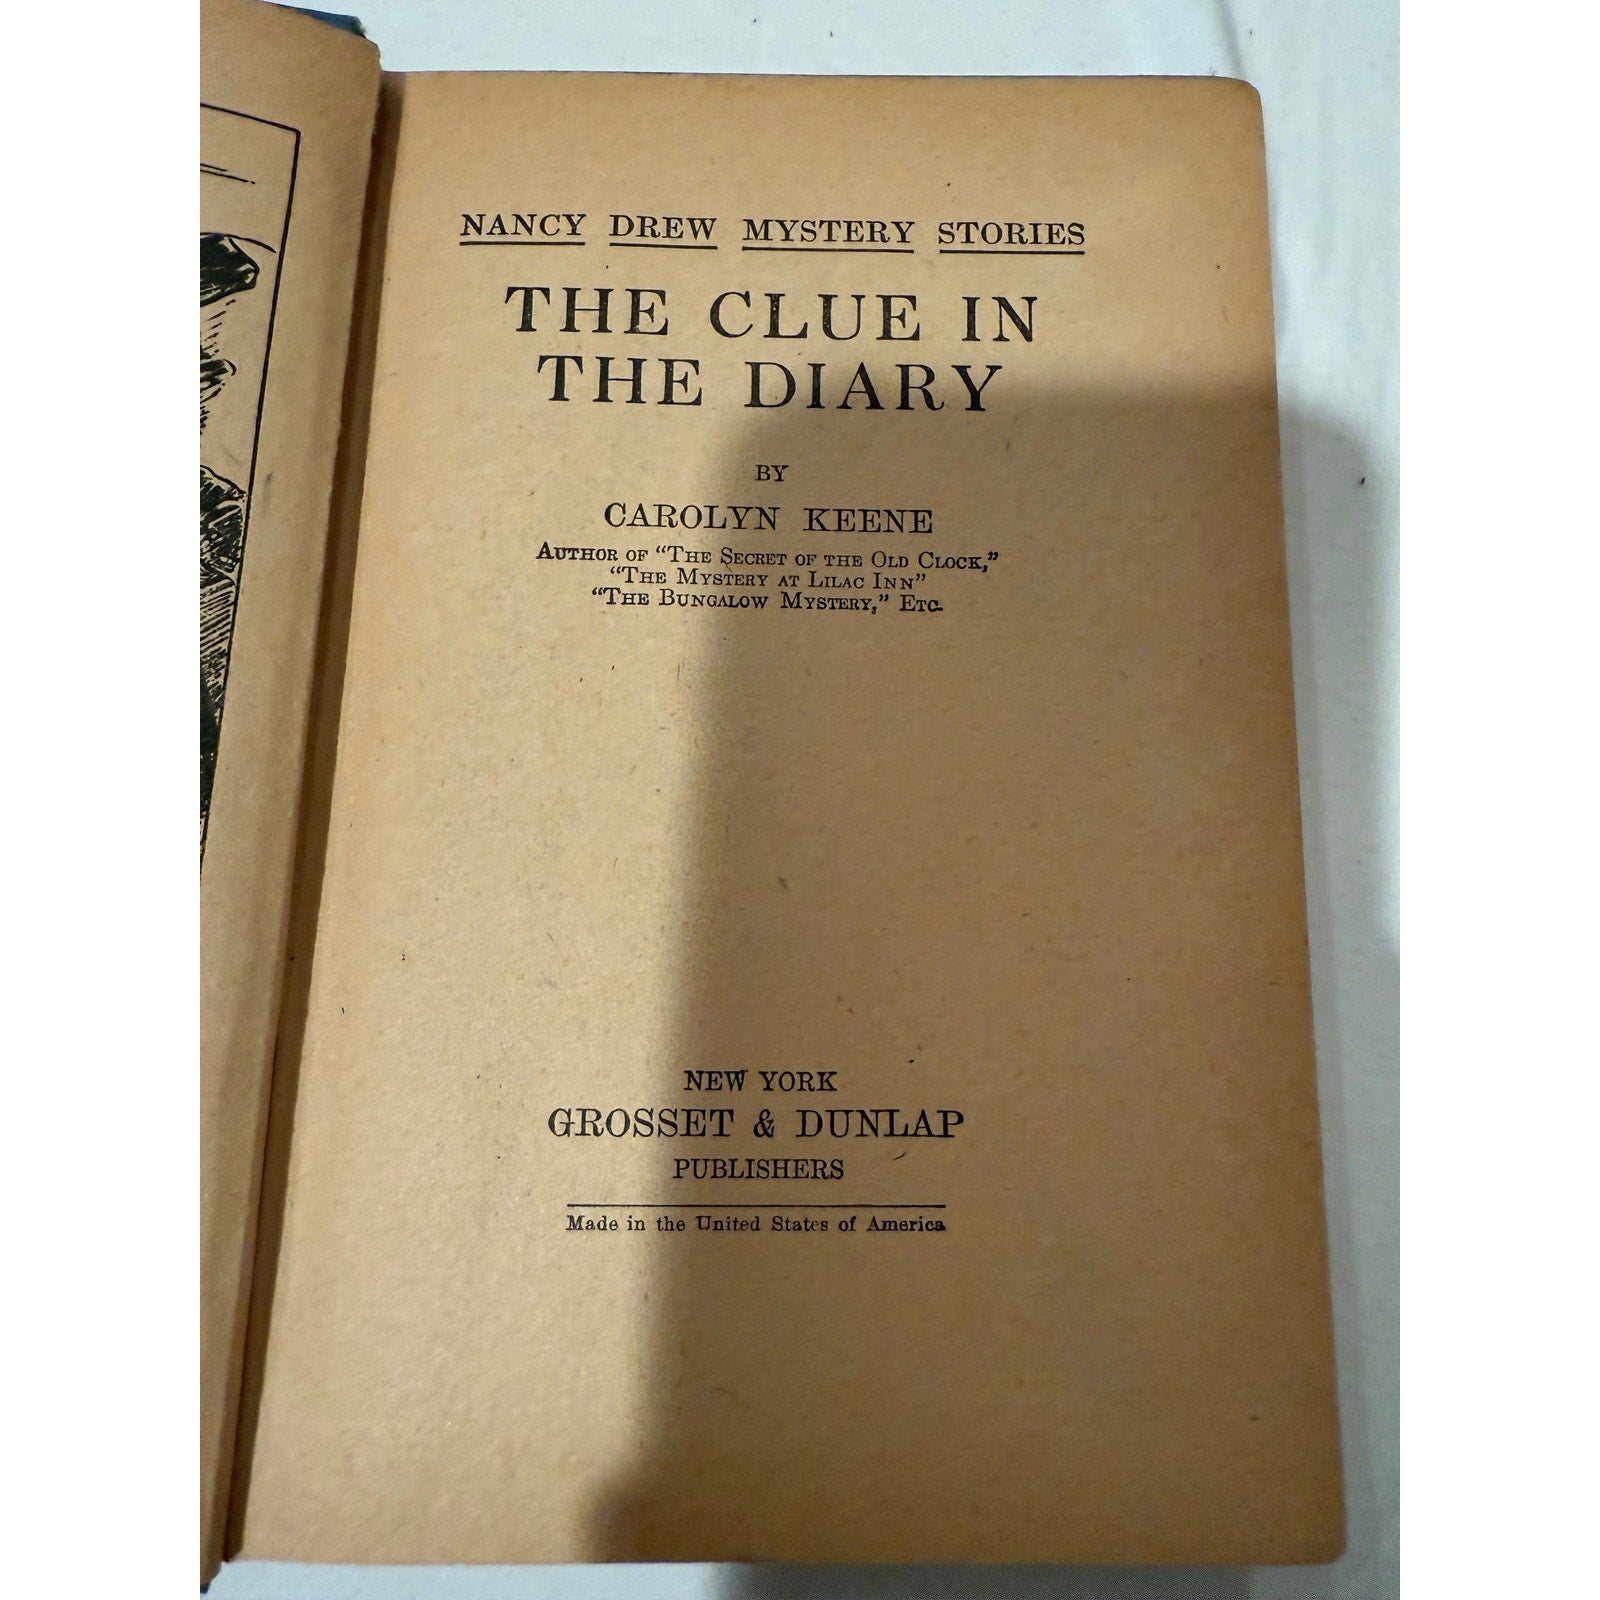 NANCY DREW MYSTERY STORIES
THE CLUE IN
THE DIARY
BY
CAROLYN KEENE
AUTHOR OF "THE SECRET OF THE OLD CLOCK,"
"THE MYSTERY AT LILAC INN"
"THE BUNGALOW MYSTERY," ETC.
NEW YORK
GROSSET & DUNLAP
PUBLISHERS
Made in the United States of America